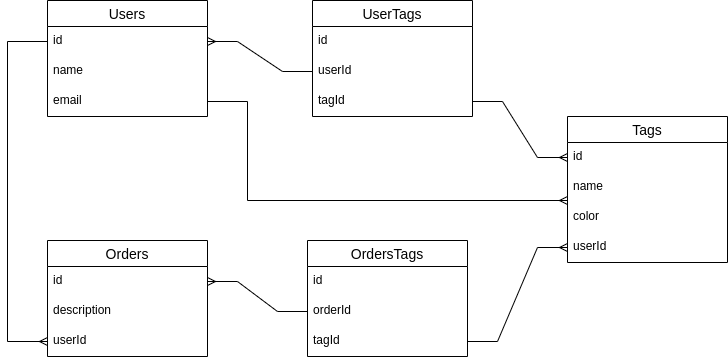 Users
id
name
email
UserTags
id
userId
tagId
Tags
id
name
color
userId
Orders
id
description
userId
OrdersTags
id
orderId
tagId